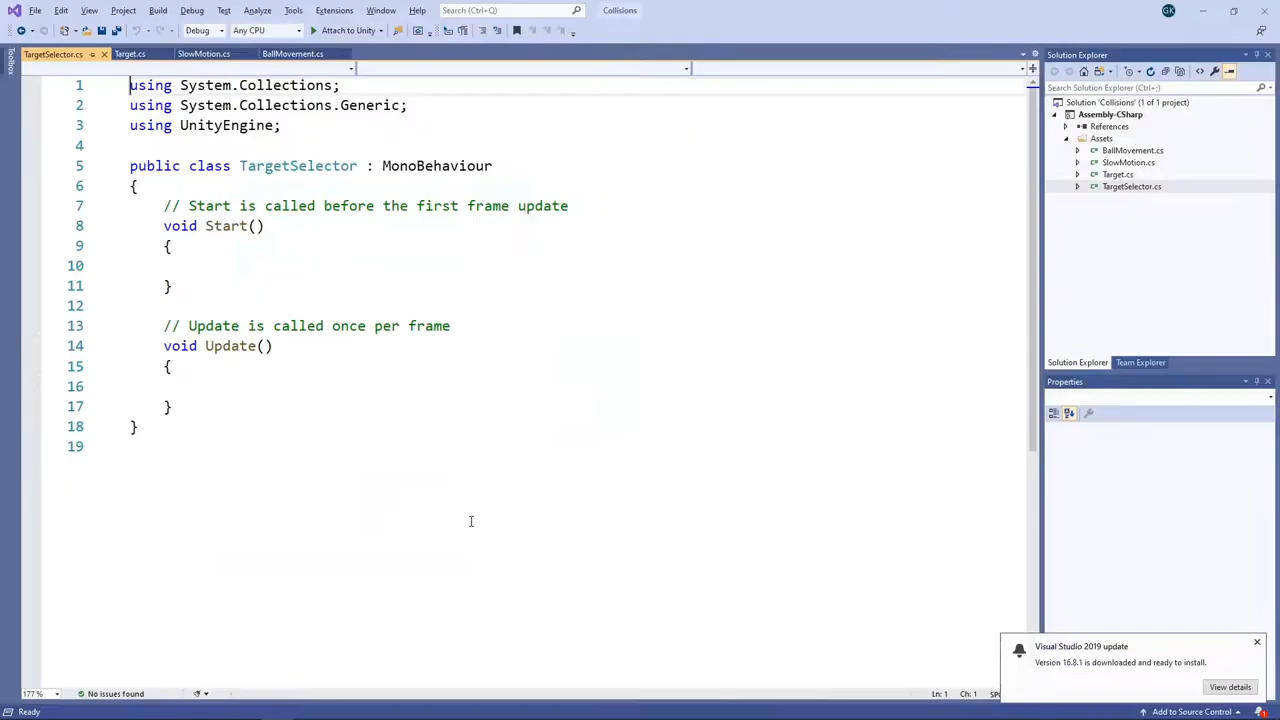 File Edit View Project Build Debug Test Analyze Tools Extensions Window Help Search (Ctrl+Q) Collisions GK
Debug Any CPU Attach to Unity
Toolbox
TargetSelector.cs Target.cs SlowMotion.cs BallMovement.cs
1 using System.Collections;
2 using System.Collections.Generic;
3 using UnityEngine;
4
5 public class TargetSelector : MonoBehaviour
6 {
7 // Start is called before the first frame update
8 void Start()
9 {
10
11 }
12
13 // Update is called once per frame
14 void Update()
15 {
16
17 }
18 }
19
Solution Explorer
Search Solution Explorer (Ctrl+;)
Solution 'Collisions' (1 of 1 project)
Assembly-CSharp
References
Assets
BallMovement.cs
SlowMotion.cs
Target.cs
TargetSelector.cs
Solution Explorer Team Explorer
Properties
Visual Studio 2019 update
Version 16.8.1 is downloaded and ready to install.
View details
177 % No issues found Ln: 1 Ch: 1
Ready Add to Source Control 1